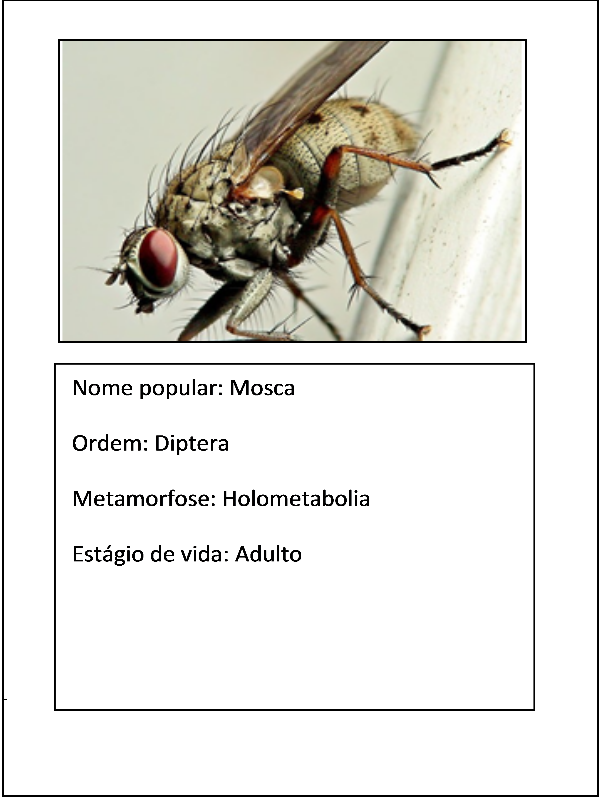 Nome popular: Mosca
Ordem: Diptera
Metamorfose: Holometabolia
Estágio de vida: Adulto